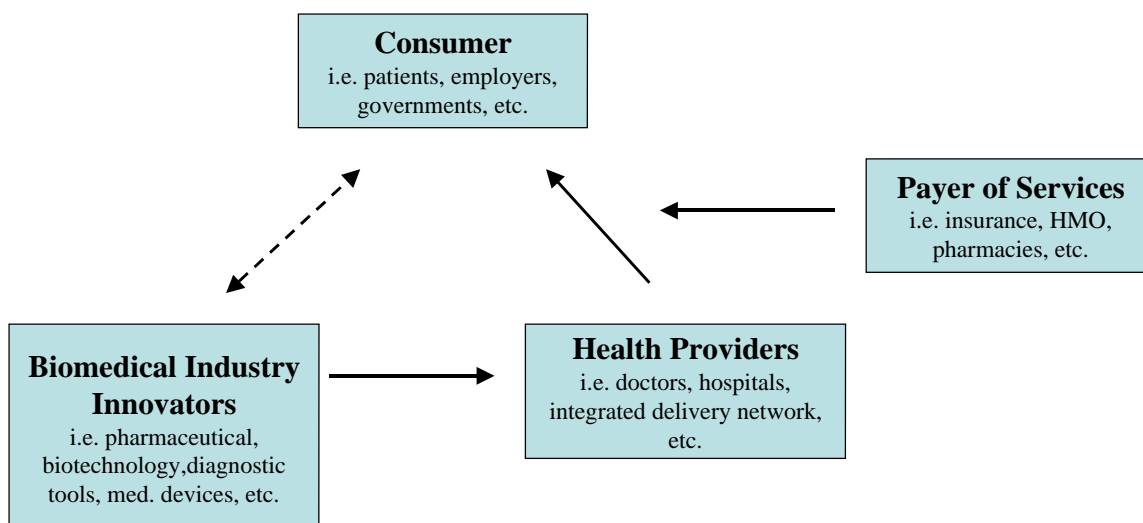 Consumer
i.e. patients, employers,
governments, etc.
Payer of Services
i.e. insurance, HMO,
pharmacies, etc.
Biomedical Industry
Innovators
i.e. pharmaceutical,
biotechnology,diagnostic
tools, med. devices, etc.
Health Providers
i.e. doctors, hospitals,
integrated delivery network,
etc.